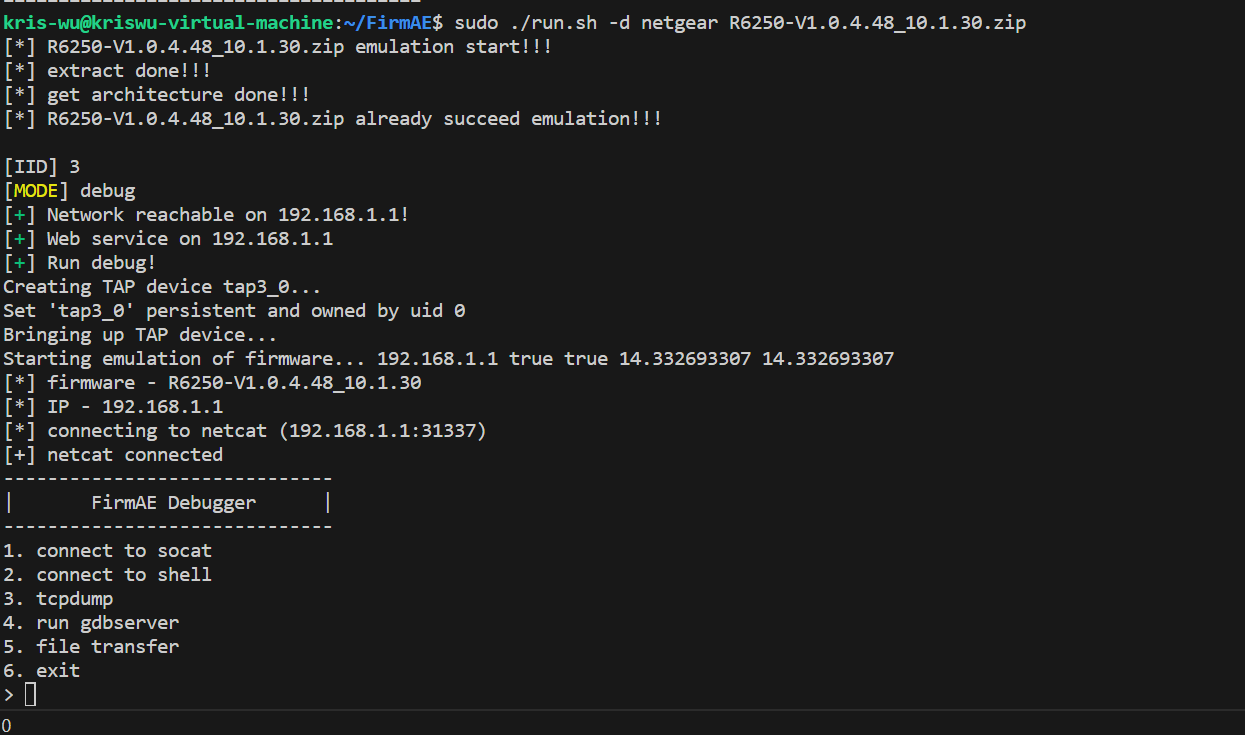 ------------------------------------
kris-wu@kriswu-virtual-machine:~/FirmAE$ sudo ./run.sh -d netgear R6250-V1.0.4.48_10.1.30.zip
[*] R6250-V1.0.4.48_10.1.30.zip emulation start!!!
[*] extract done!!!
[*] get architecture done!!!
[*] R6250-V1.0.4.48_10.1.30.zip already succeed emulation!!!
[IID] 3
[MODE] debug
[+] Network reachable on 192.168.1.1!
[+] Web service on 192.168.1.1
[+] Run debug!
Creating TAP device tap3_0...
Set 'tap3_0' persistent and owned by uid 0
Bringing up TAP device...
Starting emulation of firmware... 192.168.1.1 true true 14.332693307 14.332693307
[*] firmware - R6250-V1.0.4.48_10.1.30
[*] IP - 192.168.1.1
[*] connecting to netcat (192.168.1.1:31337)
[+] netcat connected
------------------------------
|       FirmAE Debugger      |
------------------------------
1. connect to socat
2. connect to shell
3. tcpdump
4. run gdbserver
5. file transfer
6. exit
>
0